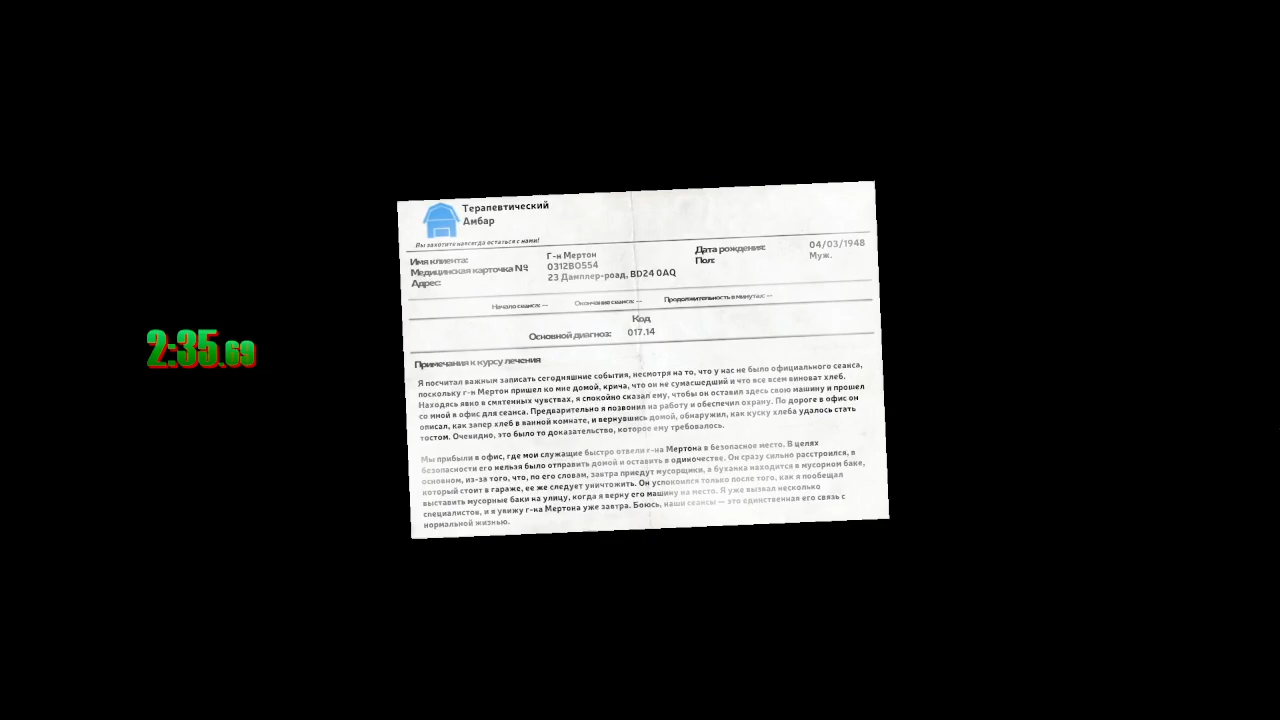 2:35.69
Терапевтический
Амбар
Вы захотите навсегда остаться с нами!
Имя клиента: Г-н Мертон Дата рождения: 04/03/1948
Медицинская карточка №: 0312B0554 Пол: Муж.
Адрес: 23 Дамплер-роад, BD24 0AQ
Начало сеанса: -- Окончание сеанса: -- Продолжительность в минутах: --
Код
Основной диагноз: 017.14
Примечания к курсу лечения
Я посчитал важным записать сегодняшние события, несмотря на то, что у нас не было официального сеанса,
поскольку г-н Мертон пришел ко мне домой, крича, что он не сумасшедший и что все всем виноват хлеб.
Находясь явно в смятенных чувствах, я спокойно сказал ему, чтобы он оставил здесь свою машину и прошел
со мной в офис для сеанса. Предварительно я позвонил на работу и обеспечил охрану. По дороге в офис он
описал, как запер хлеб в ванной комнате, и вернувшись домой, обнаружил, как куску хлеба удалось стать
тостом. Очевидно, это было то доказательство, которое ему требовалось.
Мы прибыли в офис, где мои служащие быстро отвели г-на Мертона в безопасное место. В целях
безопасности его нельзя было отправить домой и оставить в одиночестве. Он сразу сильно расстроился, в
основном, из-за того, что, по его словам, завтра приедут мусорщики, а буханка находится в мусорном баке,
который стоит в гараже, ее же следует уничтожить. Он успокоился только после того, как я пообещал
выставить мусорные баки на улицу, когда я верну его машину на место. Я уже вызвал несколько
специалистов, и я увижу г-на Мертона уже завтра. Боюсь, наши сеансы — это единственная его связь с
нормальной жизнью.